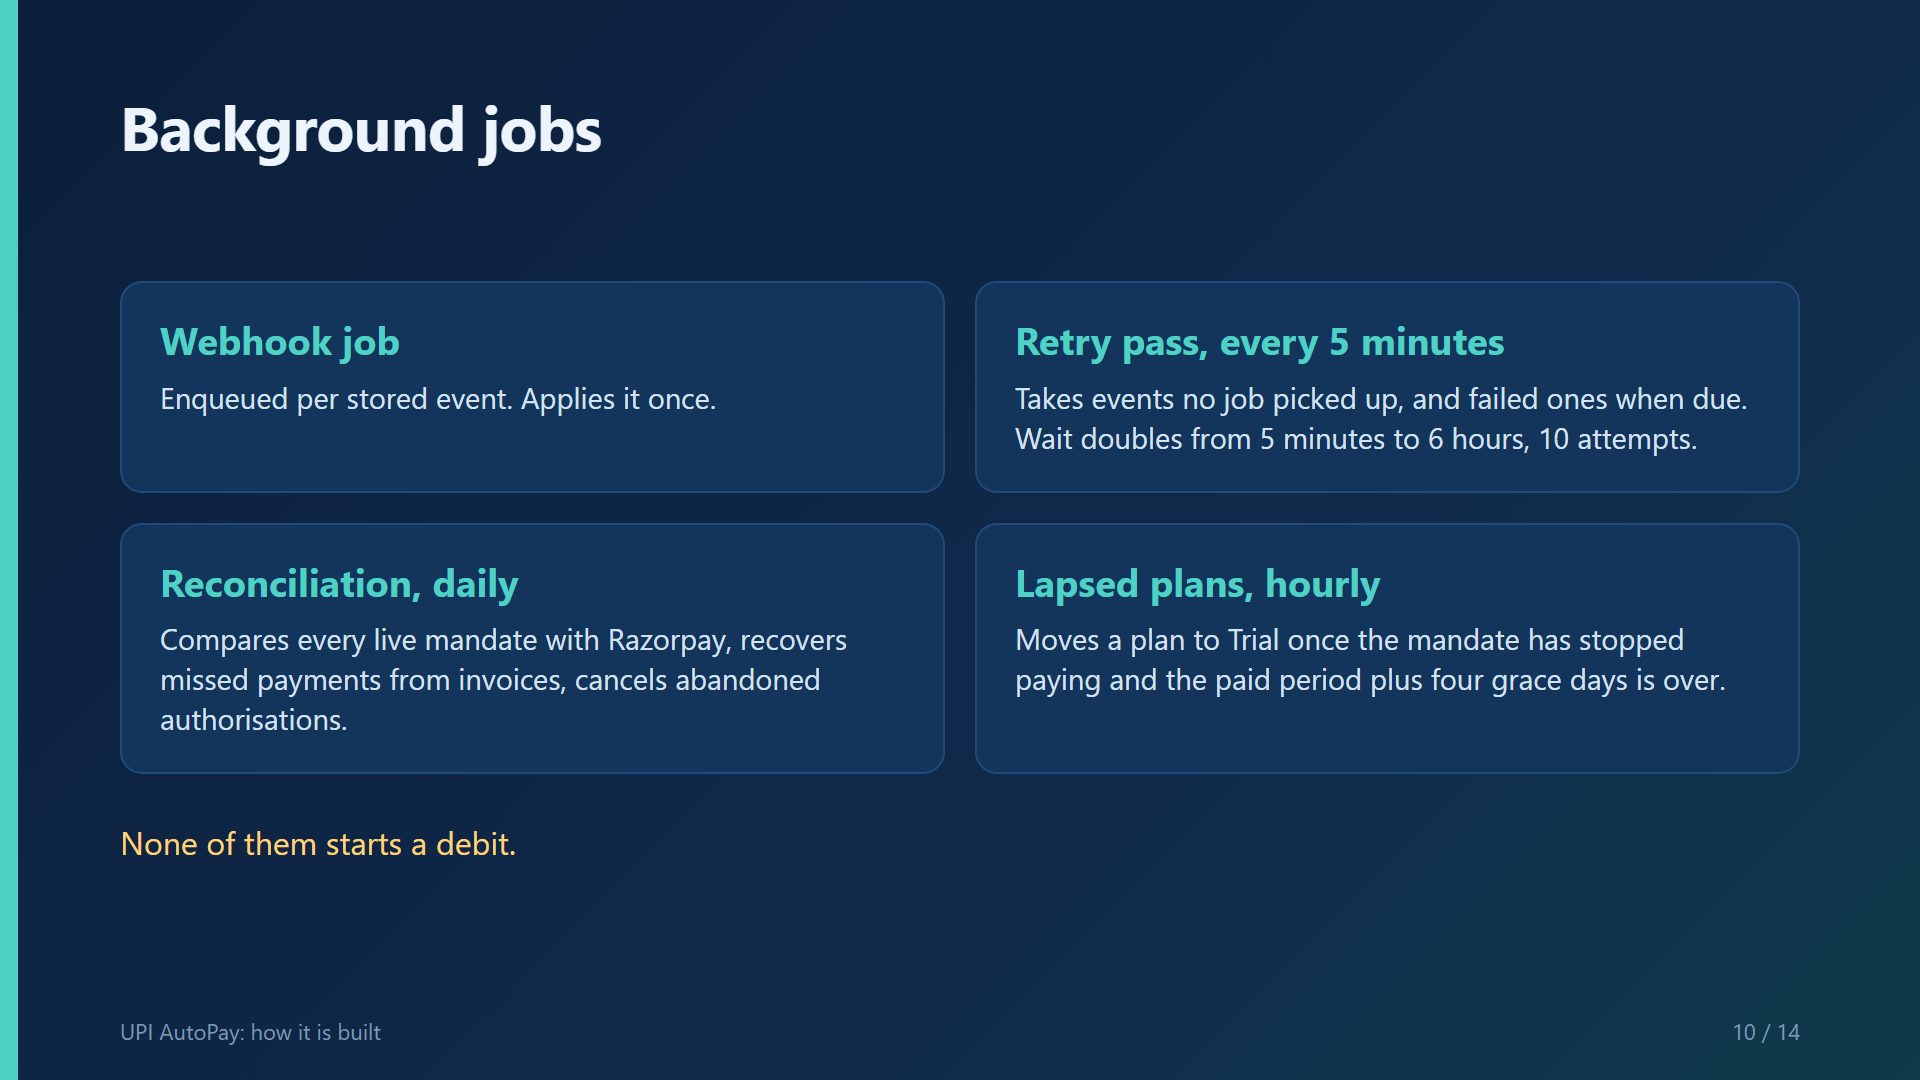 Background jobs
Webhook job
Enqueued per stored event. Applies it once.
Retry pass, every 5 minutes
Takes events no job picked up, and failed ones when due.
Wait doubles from 5 minutes to 6 hours, 10 attempts.
Reconciliation, daily
Compares every live mandate with Razorpay, recovers
missed payments from invoices, cancels abandoned
authorisations.
Lapsed plans, hourly
Moves a plan to Trial once the mandate has stopped
paying and the paid period plus four grace days is over.
None of them starts a debit.
UPI AutoPay: how it is built
10 / 14